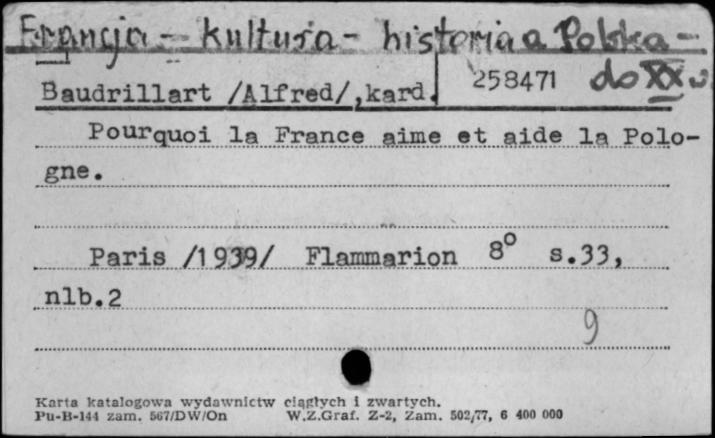 Francja - kultura - historia a Polska -
do XX w.
Baudrillart /Alfred/,kard.
258471
Pourquoi la France aime et aide la Polo-
gne.
Paris /1939/ Flammarion 8° s.33,
nlb.2
9
Karta katalogowa wydawnictw ciągłych i zwartych.
Pu-B-144 zam. 567/DW/On W.Z.Graf. Z-2, Zam. 502/77, 6 400 000